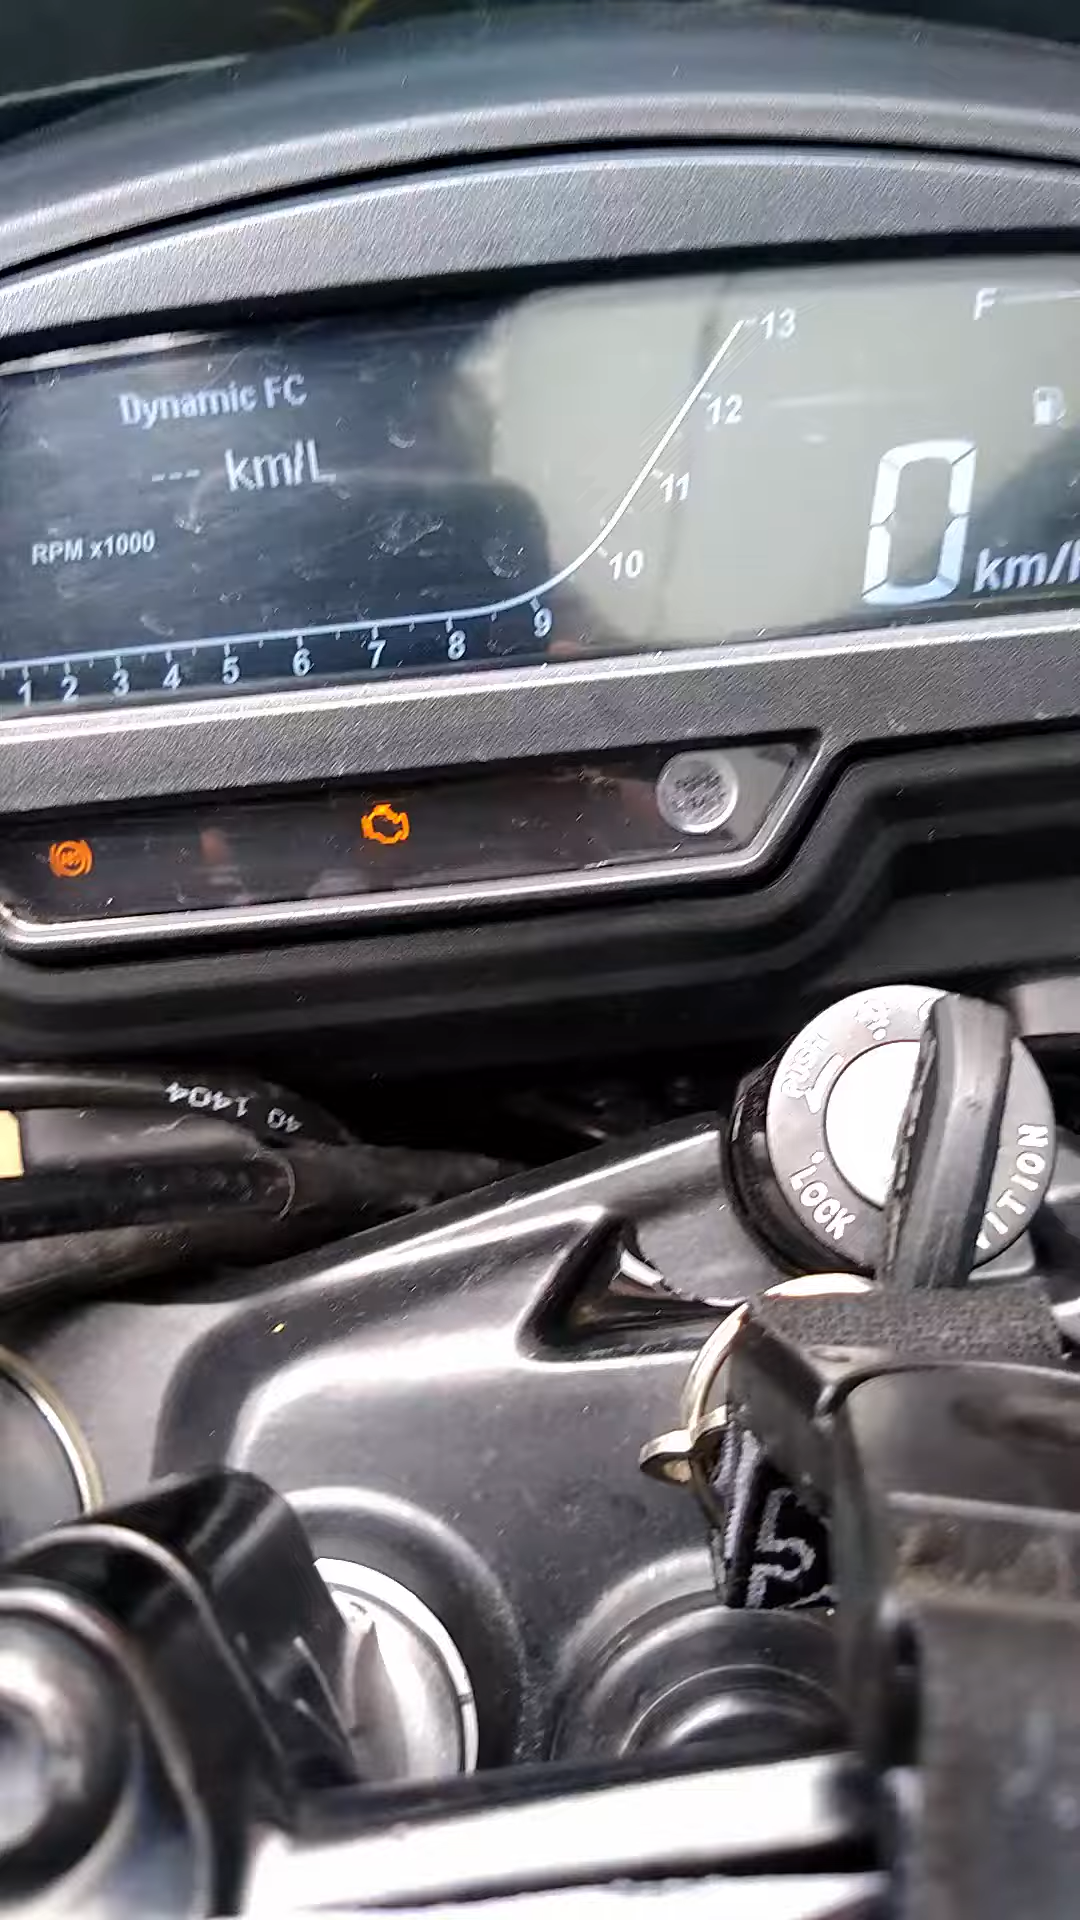 Dynamic FC
--- km/L
RPM x1000
1 2 3 4 5 6 7 8 9 10 11 12 13
F
0 km/h
ABS
40 1404
PUSH
LOCK